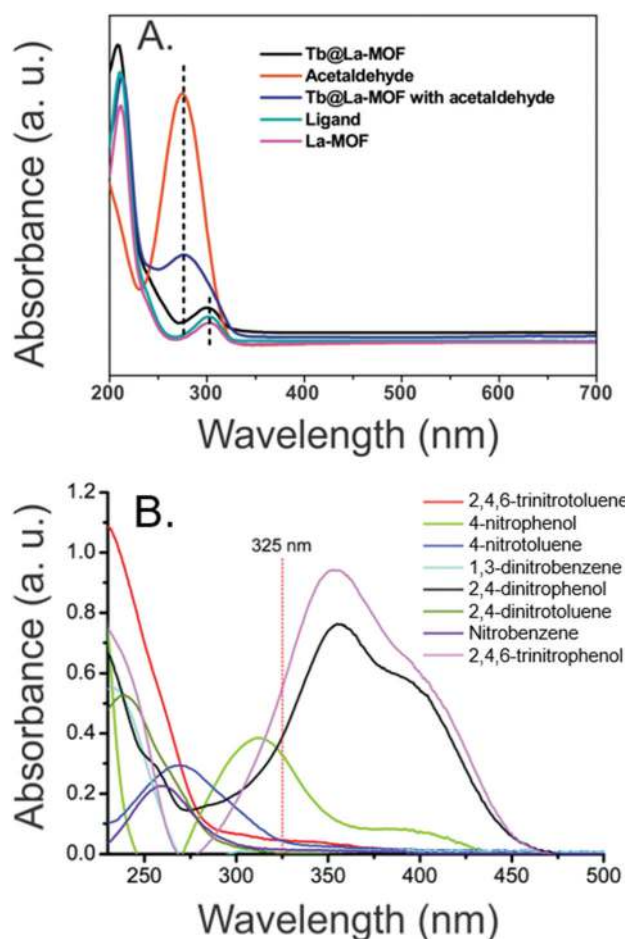 A.
Tb@La-MOF
Acetaldehyde
Tb@La-MOF with acetaldehyde
Ligand
La-MOF
Absorbance (a. u.)
200 300 400 500 600 700
Wavelength (nm)
B.
325 nm
2,4,6-trinitrotoluene
4-nitrophenol
4-nitrotoluene
1,3-dinitrobenzene
2,4-dinitrophenol
2,4-dinitrotoluene
Nitrobenzene
2,4,6-trinitrophenol
Absorbance (a. u.)
1.2
1.0
0.8
0.6
0.4
0.2
0.0
250 300 350 400 450 500
Wavelength (nm)